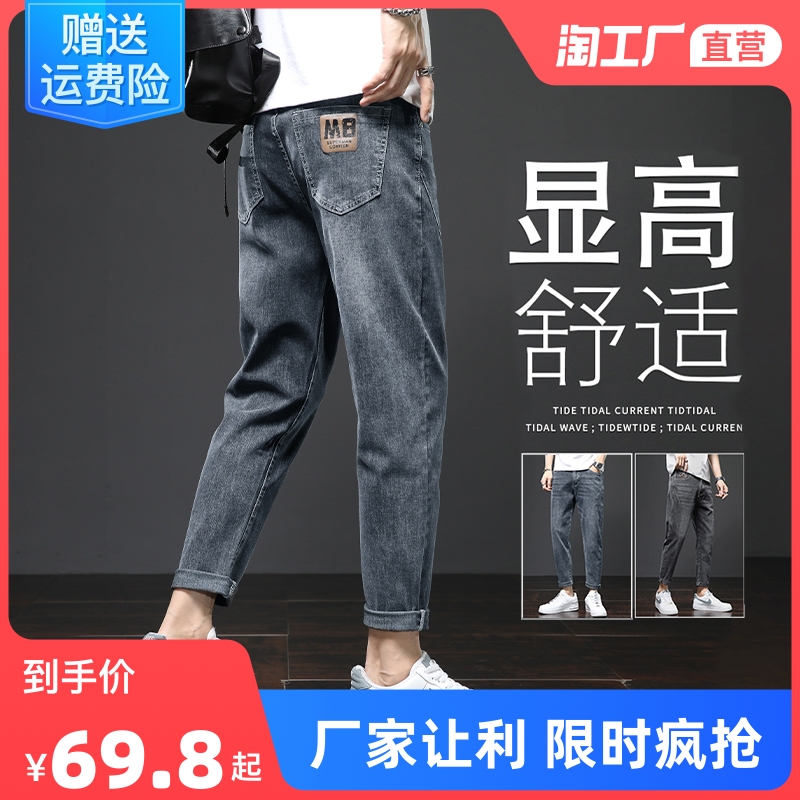 赠送
运费险
淘工厂 直营
MB
SUPERMAN
显高
舒适
TIDE TIDAL CURRENT TIDTIDAL
TIDAL WAVE ; TIDEWTIDE ; TIDAL CURREN
到手价
¥69.8起
厂家让利 限时疯抢